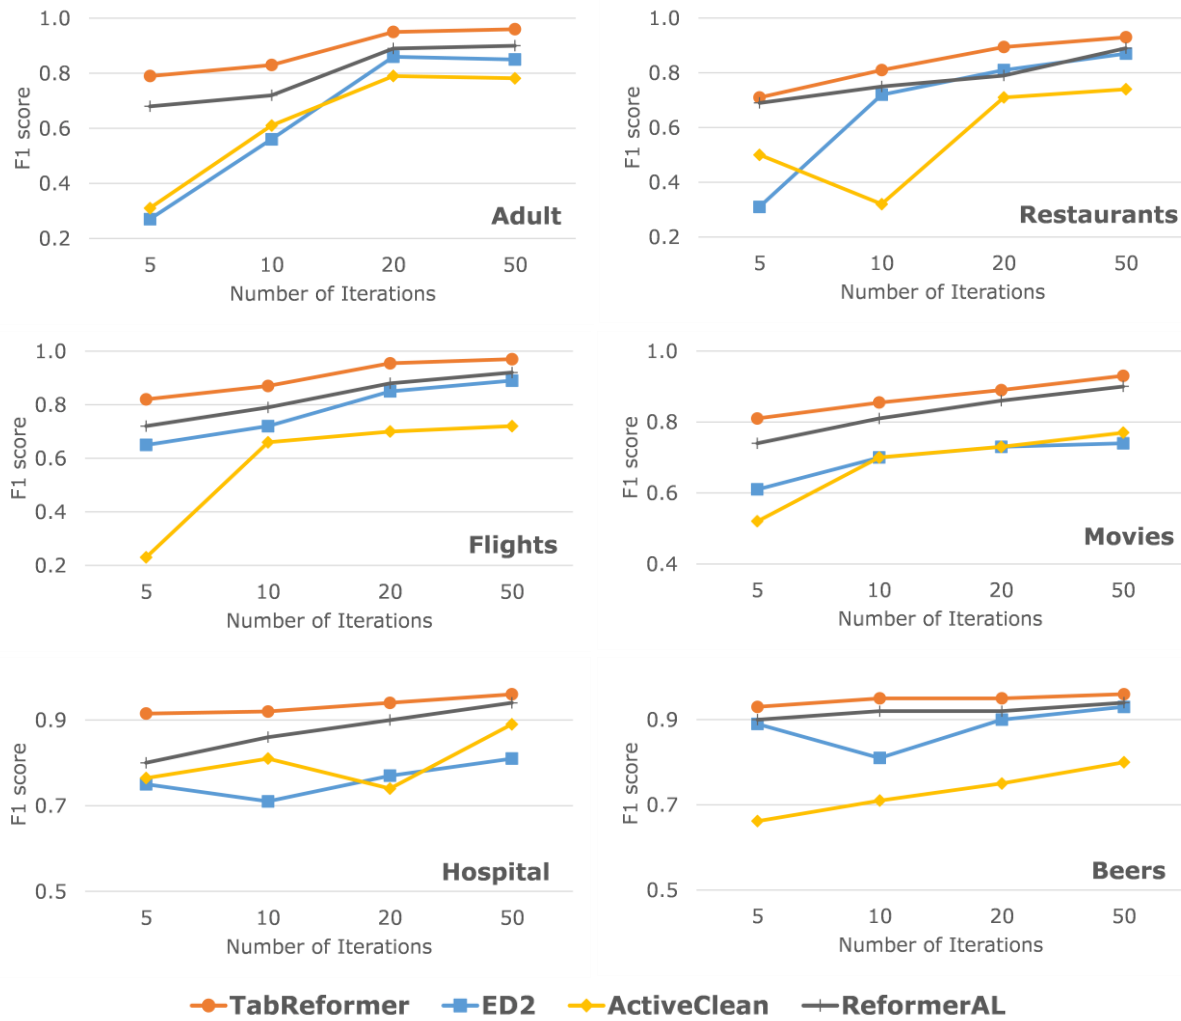 1.0
0.8
0.6
0.4
0.2
F1 score
Adult
5 10 20 50
Number of Iterations
1.0
0.8
0.6
0.4
0.2
F1 score
Restaurants
5 10 20 50
Number of Iterations
1.0
0.8
0.6
0.4
0.2
F1 score
Flights
5 10 20 50
Number of Iterations
1.0
0.8
0.6
0.4
F1 score
Movies
5 10 20 50
Number of Iterations
0.9
0.7
0.5
F1 score
Hospital
5 10 20 50
Number of Iterations
0.9
0.7
0.5
F1 score
Beers
5 10 20 50
Number of Iterations
TabReformer ED2 ActiveClean ReformerAL